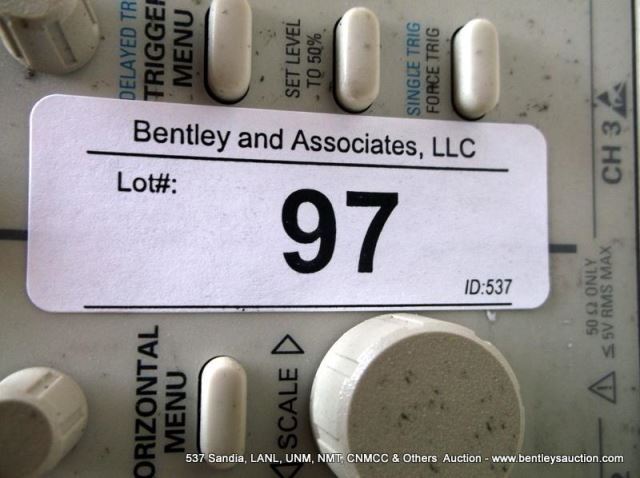 DELAYED TR
TRIGGER
MENU
SET LEVEL
TO 50%
SINGLE TRIG
FORCE TRIG
CH 3
Bentley and Associates, LLC
Lot#:
97
ID:537
50 Ω ONLY
≤ 5V RMS MAX
ORIZONTAL
MENU
SCALE
537 Sandia, LANL, UNM, NMT, CNMCC & Others Auction - www.bentleysauction.com